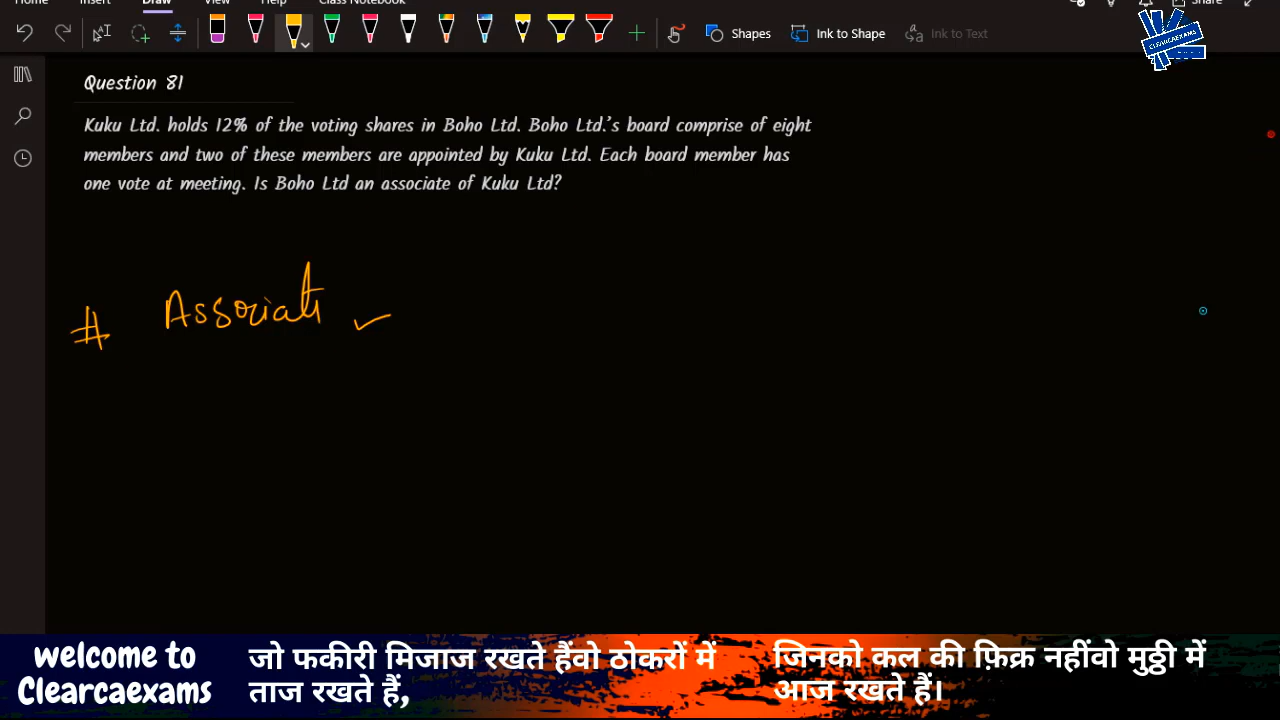 Home Insert Draw View Help Class Notebook Share
Shapes Ink to Shape Ink to Text
CLEARCAEXAMS
Question 81
Kuku Ltd. holds 12% of the voting shares in Boho Ltd. Boho Ltd.'s board comprise of eight
members and two of these members are appointed by Kuku Ltd. Each board member has
one vote at meeting. Is Boho Ltd an associate of Kuku Ltd?
# Associate ✓
welcome to
Clearcaexams
जो फकीरी मिजाज रखते हैंवो ठोकरों में
ताज रखते हैं,
जिनको कल की फ़िक्र नहींवो मुठ्ठी में
आज रखते हैं।